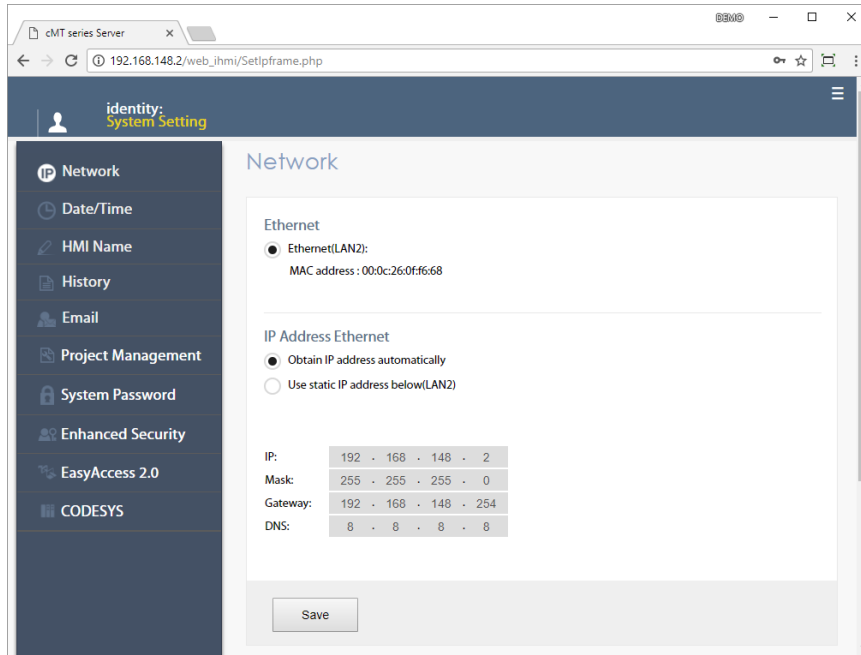 DEMO
cMT series Server
192.168.148.2/web_ihmi/SetIpframe.php
identity:
System Setting
IP Network
Date/Time
HMI Name
History
Email
Project Management
System Password
Enhanced Security
EasyAccess 2.0
CODESYS
Network
Ethernet
Ethernet(LAN2):
MAC address : 00:0c:26:0f:f6:68
IP Address Ethernet
Obtain IP address automatically
Use static IP address below(LAN2)
IP: 192 . 168 . 148 . 2
Mask: 255 . 255 . 255 . 0
Gateway: 192 . 168 . 148 . 254
DNS: 8 . 8 . 8 . 8
Save